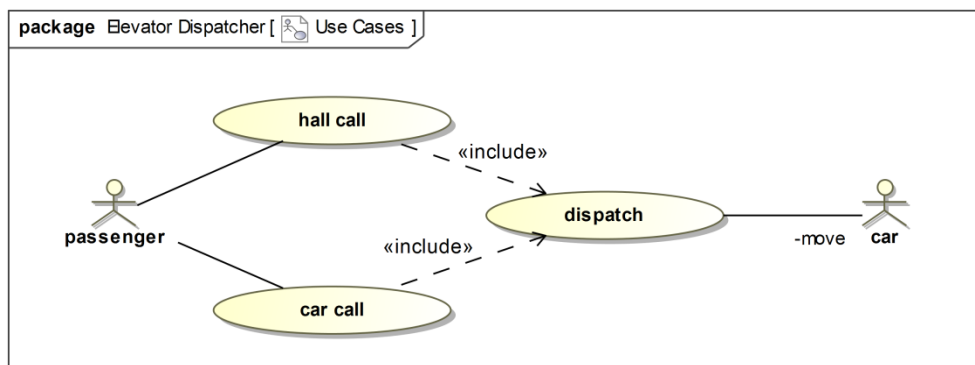 package Elevator Dispatcher [ Use Cases ]
hall call
«include»
passenger
dispatch
-move
car
«include»
car call